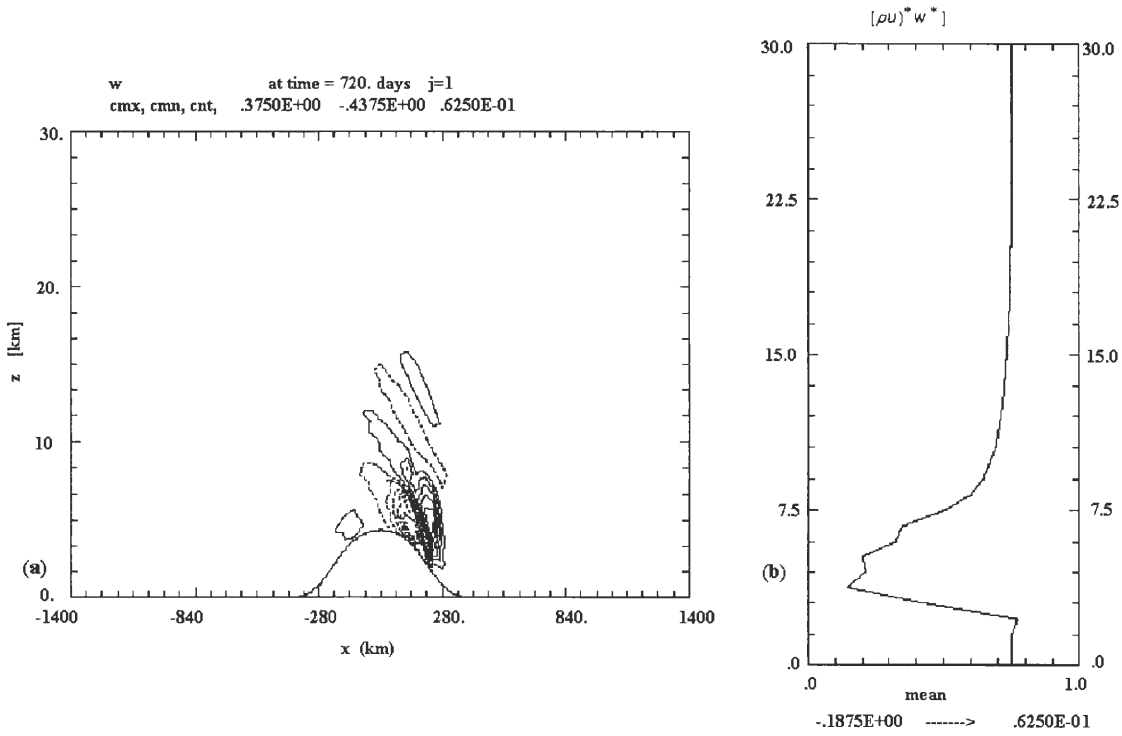 w at time = 720. days j=1
cmx, cmn, cnt, .3750E+00 -.4375E+00 .6250E-01
30.
20.
10
0.
z [km]
(a)
-1400 -840 -280 280. 840. 1400
x (km)
[ρu)*w*]
30.0 30.0
22.5 22.5
15.0 15.0
7.5 7.5
(b)
.0 .0
.0 1.0
mean
-.1875E+00 -------> .6250E-01